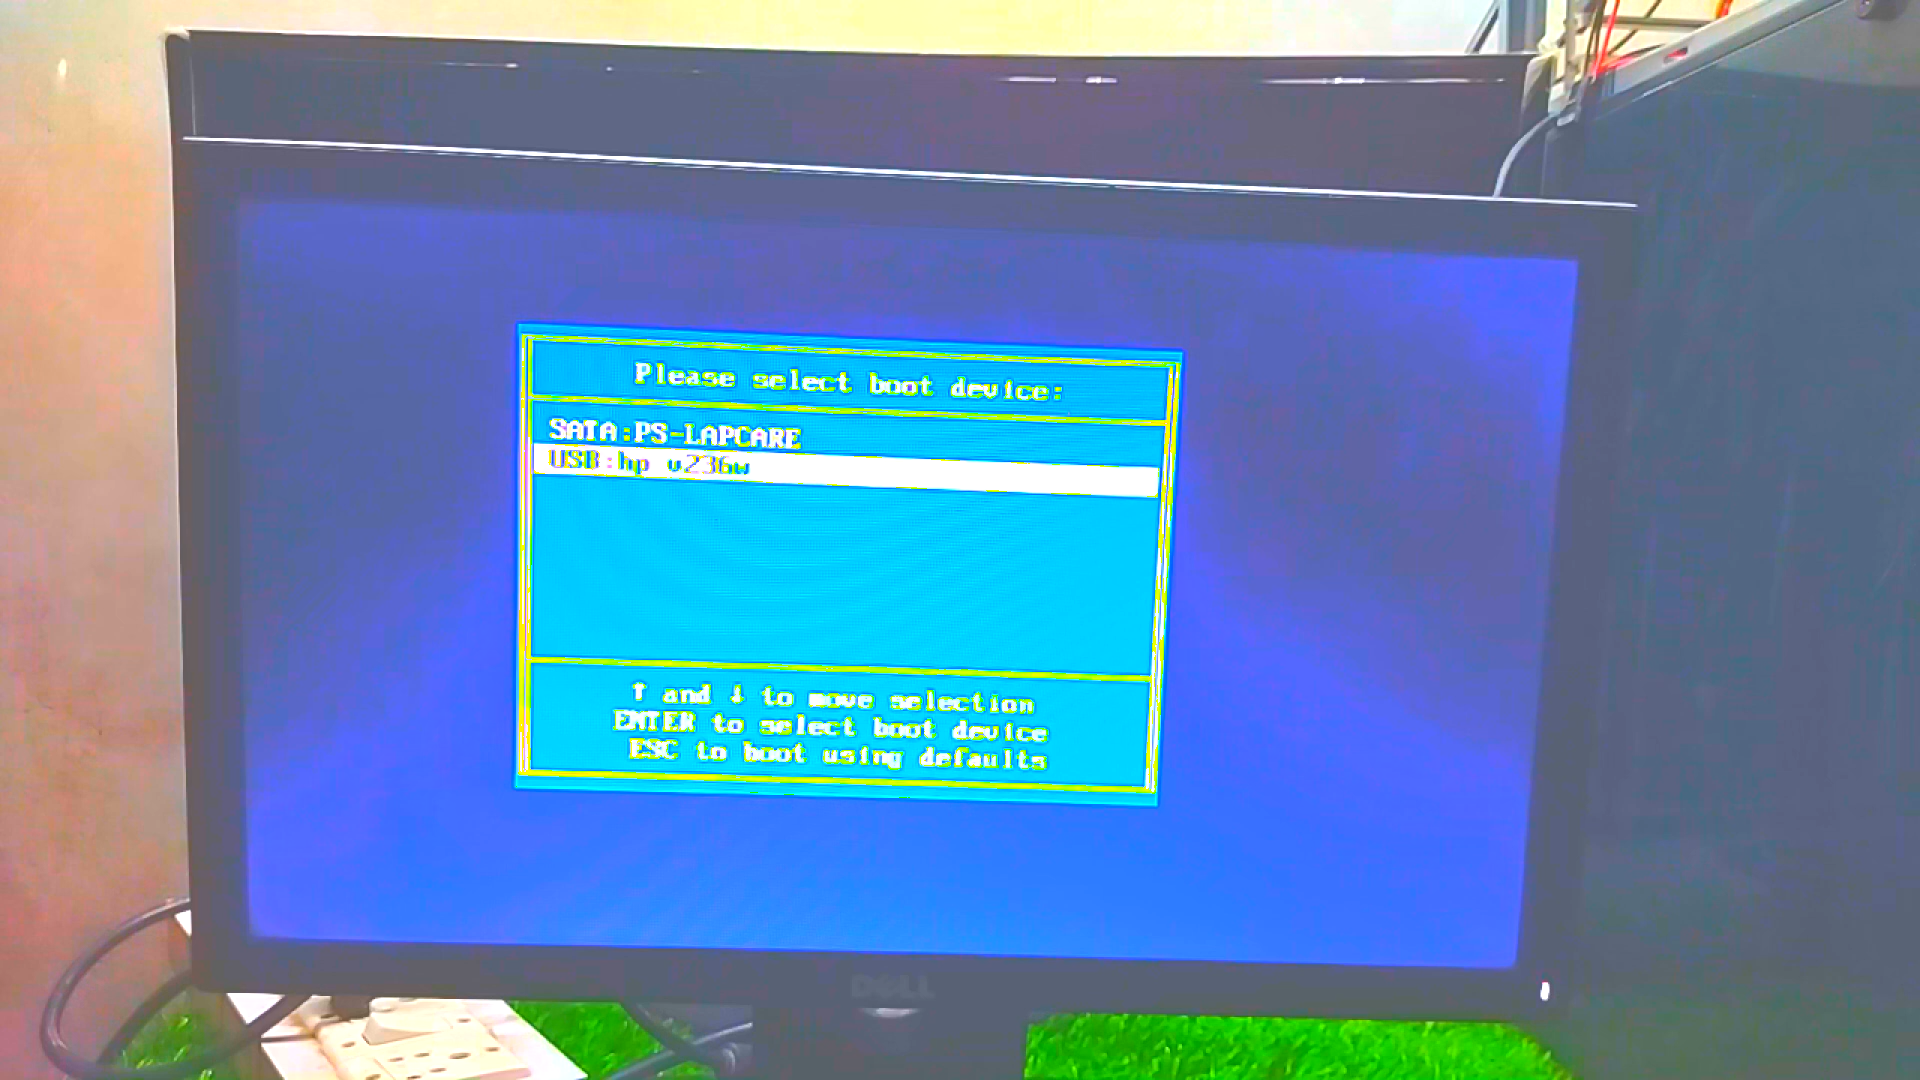 Please select boot device:
SATA:PS-LAPCARE
USB:hp v236w
↑ and ↓ to move selection
ENTER to select boot device
ESC to boot using defaults
DELL